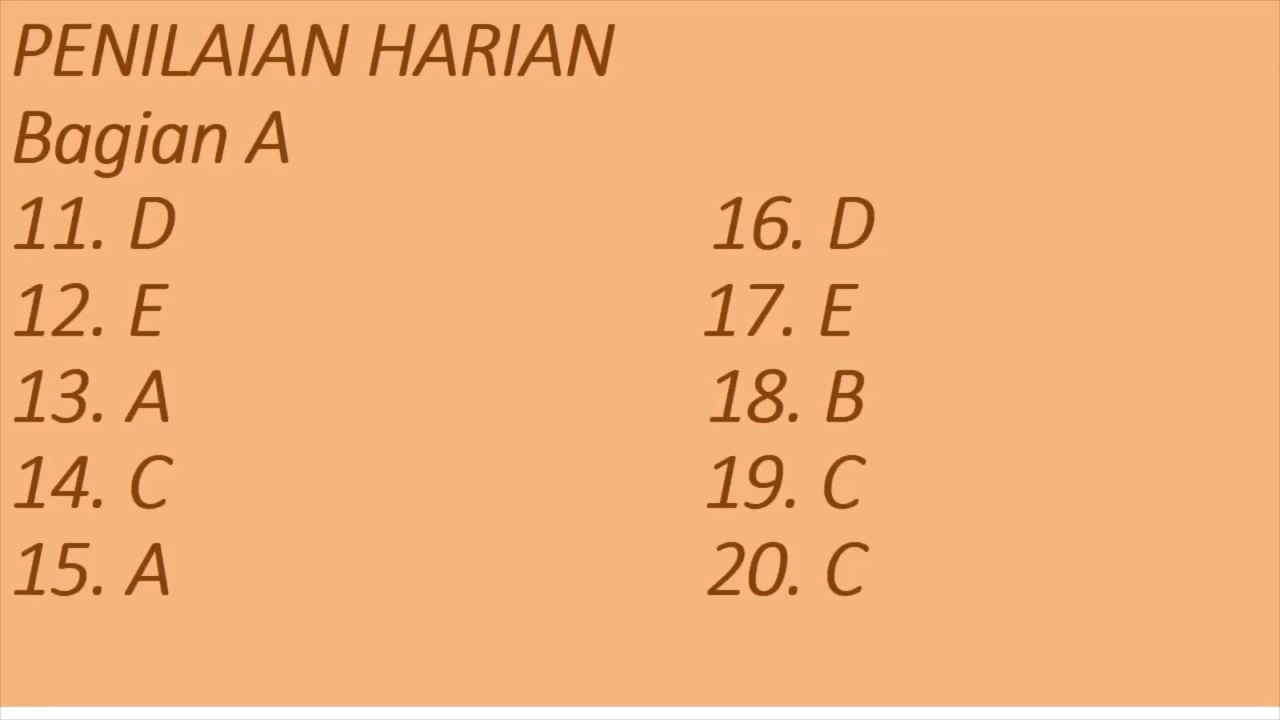 PENILAIAN HARIAN
Bagian A
11. D 16. D
12. E 17. E
13. A 18. B
14. C 19. C
15. A 20. C